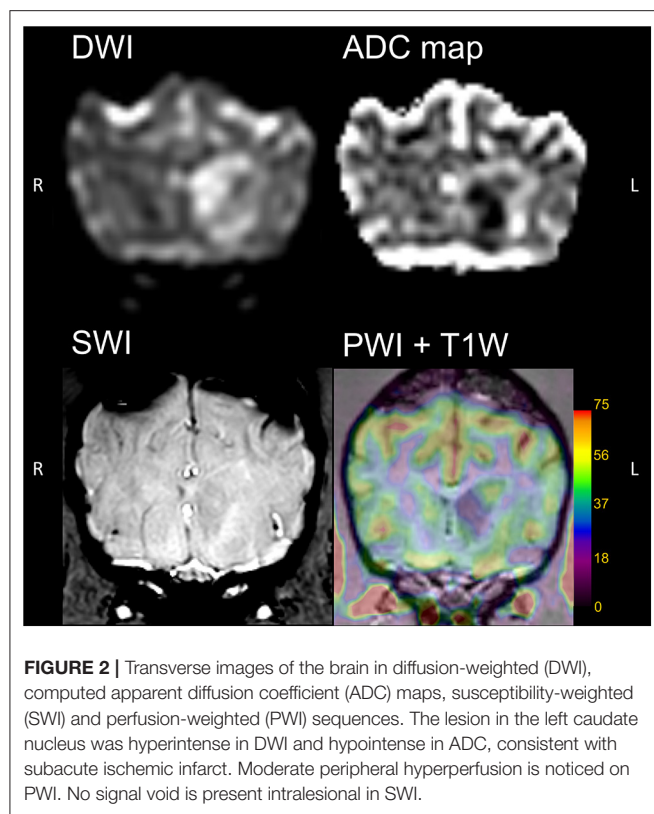 DWI
ADC map
R
L
SWI
PWI + T1W
R
L
75
56
37
18
0
FIGURE 2 | Transverse images of the brain in diffusion-weighted (DWI),
computed apparent diffusion coefficient (ADC) maps, susceptibility-weighted
(SWI) and perfusion-weighted (PWI) sequences. The lesion in the left caudate
nucleus was hyperintense in DWI and hypointense in ADC, consistent with
subacute ischemic infarct. Moderate peripheral hyperperfusion is noticed on
PWI. No signal void is present intralesional in SWI.